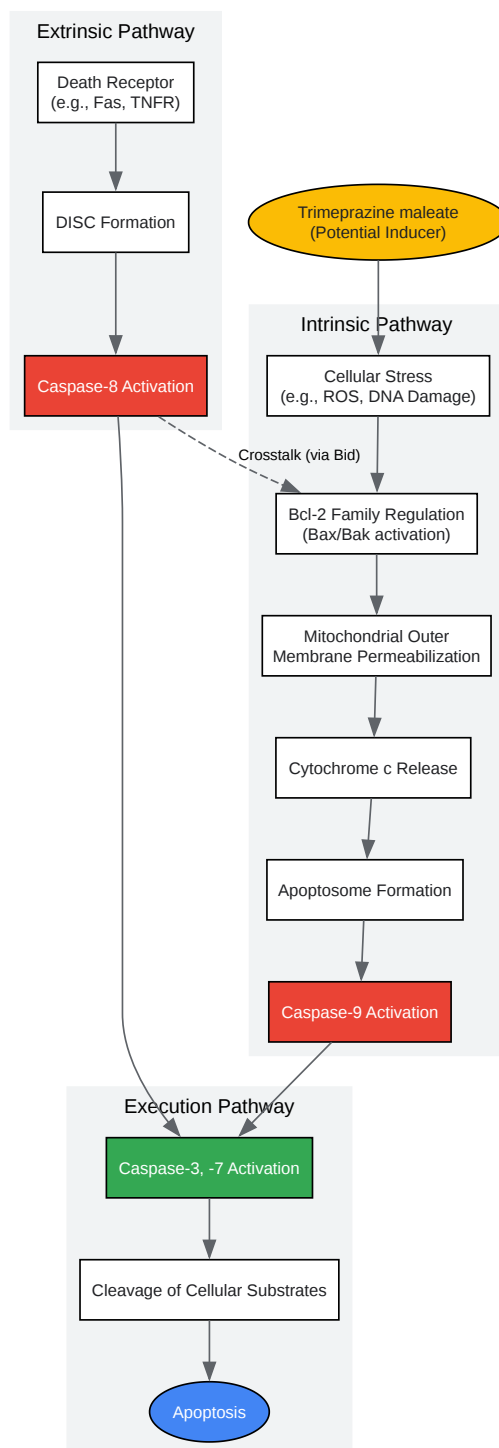 Extrinsic Pathway
Death Receptor
(e.g., Fas, TNFR)
DISC Formation
Caspase-8 Activation
Trimeprazine maleate
(Potential Inducer)
Intrinsic Pathway
Cellular Stress
(e.g., ROS, DNA Damage)
Crosstalk (via Bid)
Bcl-2 Family Regulation
(Bax/Bak activation)
Mitochondrial Outer
Membrane Permeabilization
Cytochrome c Release
Apoptosome Formation
Caspase-9 Activation
Execution Pathway
Caspase-3, -7 Activation
Cleavage of Cellular Substrates
Apoptosis